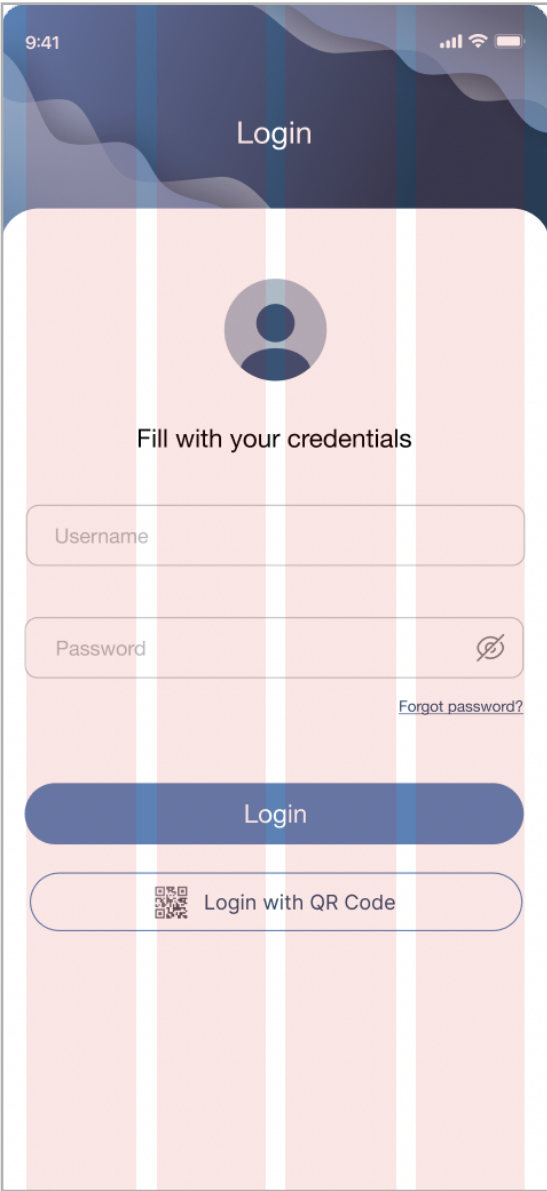 9:41
Login
Fill with your credentials
Username
Password
Forgot password?
Login
Login with QR Code